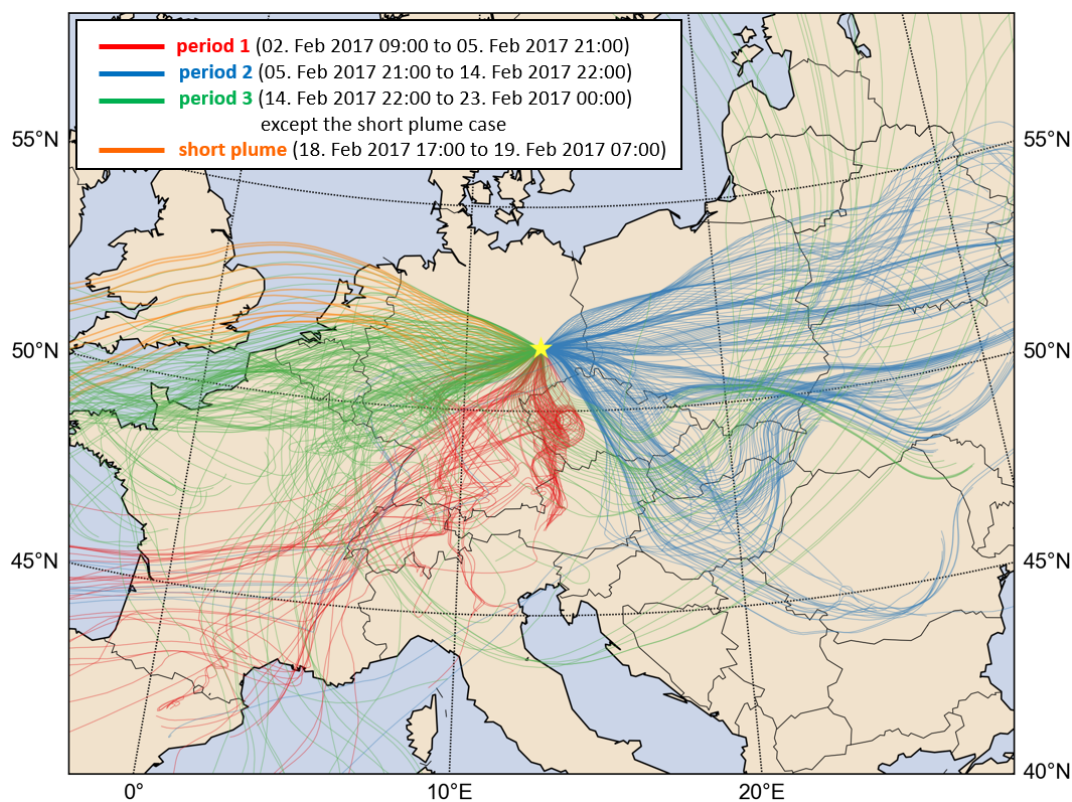 period 1 (02. Feb 2017 09:00 to 05. Feb 2017 21:00)
period 2 (05. Feb 2017 21:00 to 14. Feb 2017 22:00)
period 3 (14. Feb 2017 22:00 to 23. Feb 2017 00:00)
except the short plume case
short plume (18. Feb 2017 17:00 to 19. Feb 2017 07:00)
55°N
55°N
50°N
50°N
45°N
45°N
40°N
0°
10°E
20°E